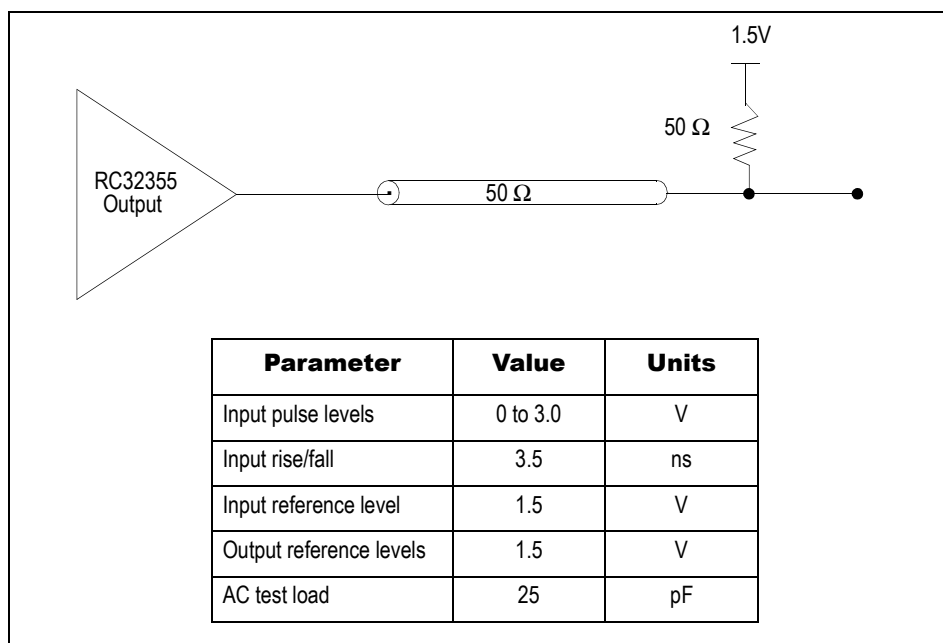 1.5V
50 Ω
RC32355
Output
50 Ω
Parameter Value Units
Input pulse levels 0 to 3.0 V
Input rise/fall 3.5 ns
Input reference level 1.5 V
Output reference levels 1.5 V
AC test load 25 pF